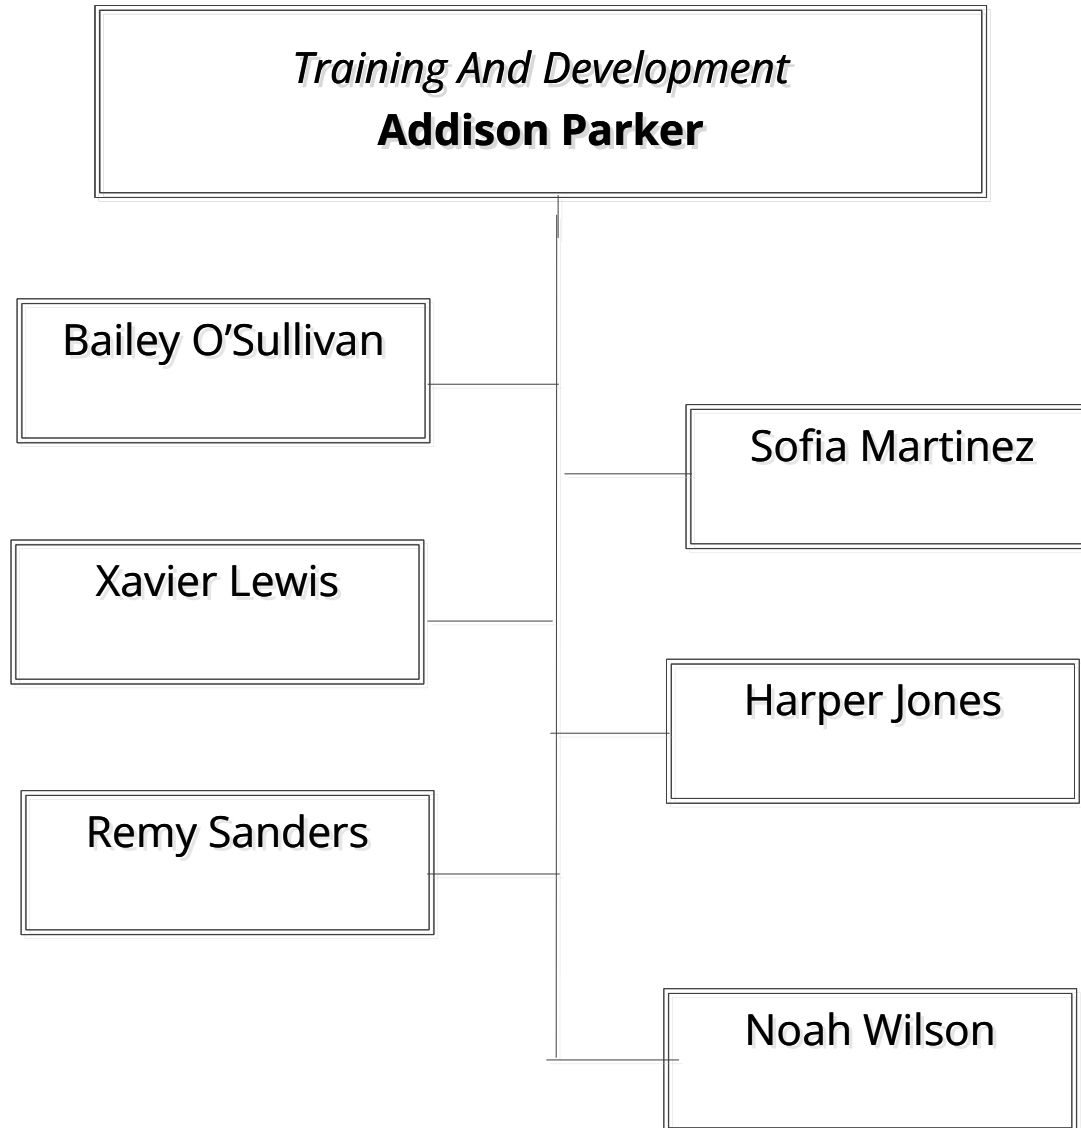 Training And Development
Addison Parker
Bailey O’Sullivan
Sofia Martinez
Xavier Lewis
Harper Jones
Remy Sanders
Noah Wilson